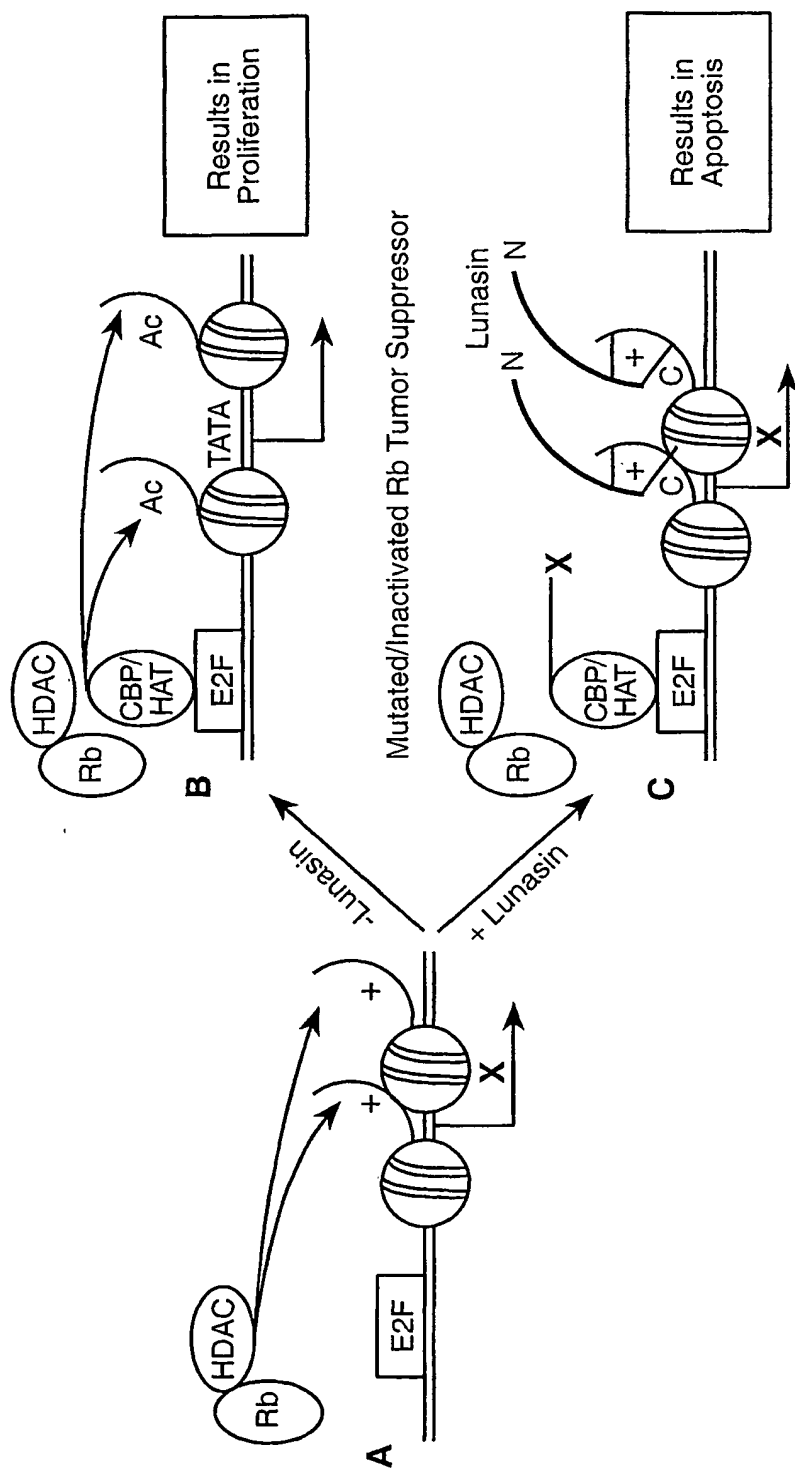 A
Rb
HDAC
E2F
+
+
X
-Lunasin
+ Lunasin
B
Rb
HDAC
CBP/
HAT
E2F
Ac
Ac
TATA
Results in
Proliferation
Mutated/Inactivated Rb Tumor Suppressor
C
Rb
HDAC
CBP/
HAT
E2F
X
Lunasin
N
N
+
+
C
C
X
Results in
Apoptosis